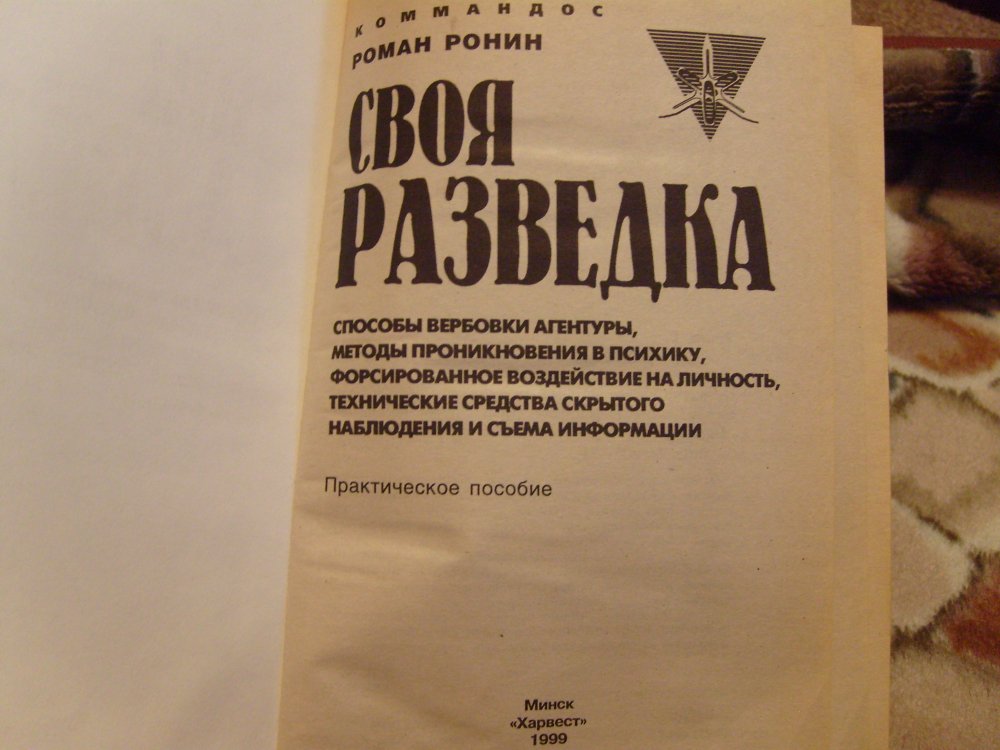 КОММАНДОС
РОМАН РОНИН
СВОЯ
РАЗВЕДКА
СПОСОБЫ ВЕРБОВКИ АГЕНТУРЫ,
МЕТОДЫ ПРОНИКНОВЕНИЯ В ПСИХИКУ,
ФОРСИРОВАННОЕ ВОЗДЕЙСТВИЕ НА ЛИЧНОСТЬ,
ТЕХНИЧЕСКИЕ СРЕДСТВА СКРЫТОГО
НАБЛЮДЕНИЯ И СЪЕМА ИНФОРМАЦИИ
Практическое пособие
Минск
«Харвест»
1999